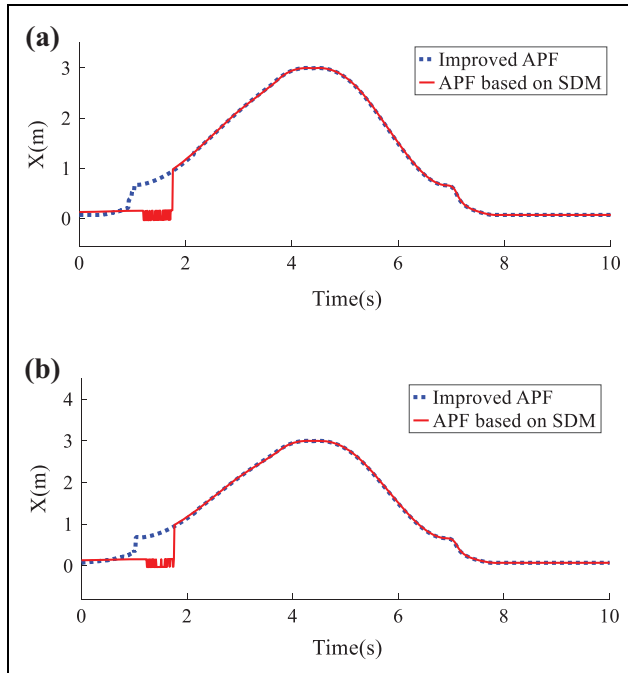 (a)
Improved APF
APF based on SDM
3
2
1
0
X(m)
0 2 4 6 8 10
Time(s)
(b)
Improved APF
APF based on SDM
4
3
2
1
0
X(m)
0 2 4 6 8 10
Time(s)